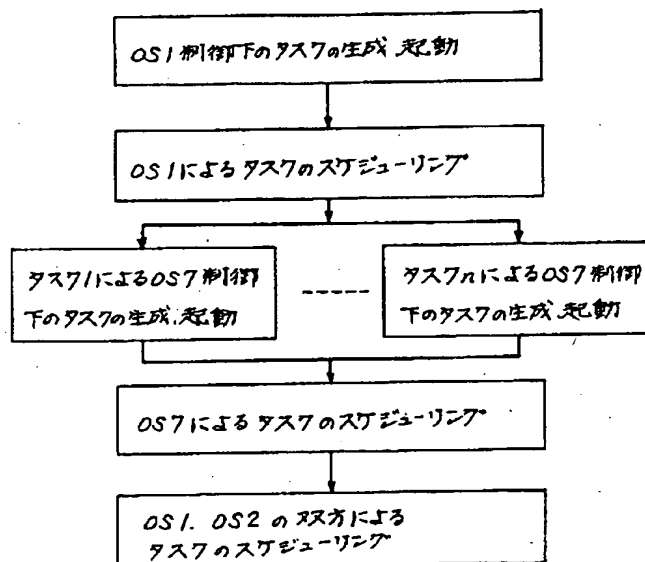 OS1制御下のタスクの生成、起動
OS1によるタスクのスケジューリング
タスク1によるOS7制御
下のタスクの生成、起動
タスクnによるOS7制御
下のタスクの生成、起動
OS7によるタスクのスケジューリング
OS1. OS2の双方による
タスクのスケジューリング